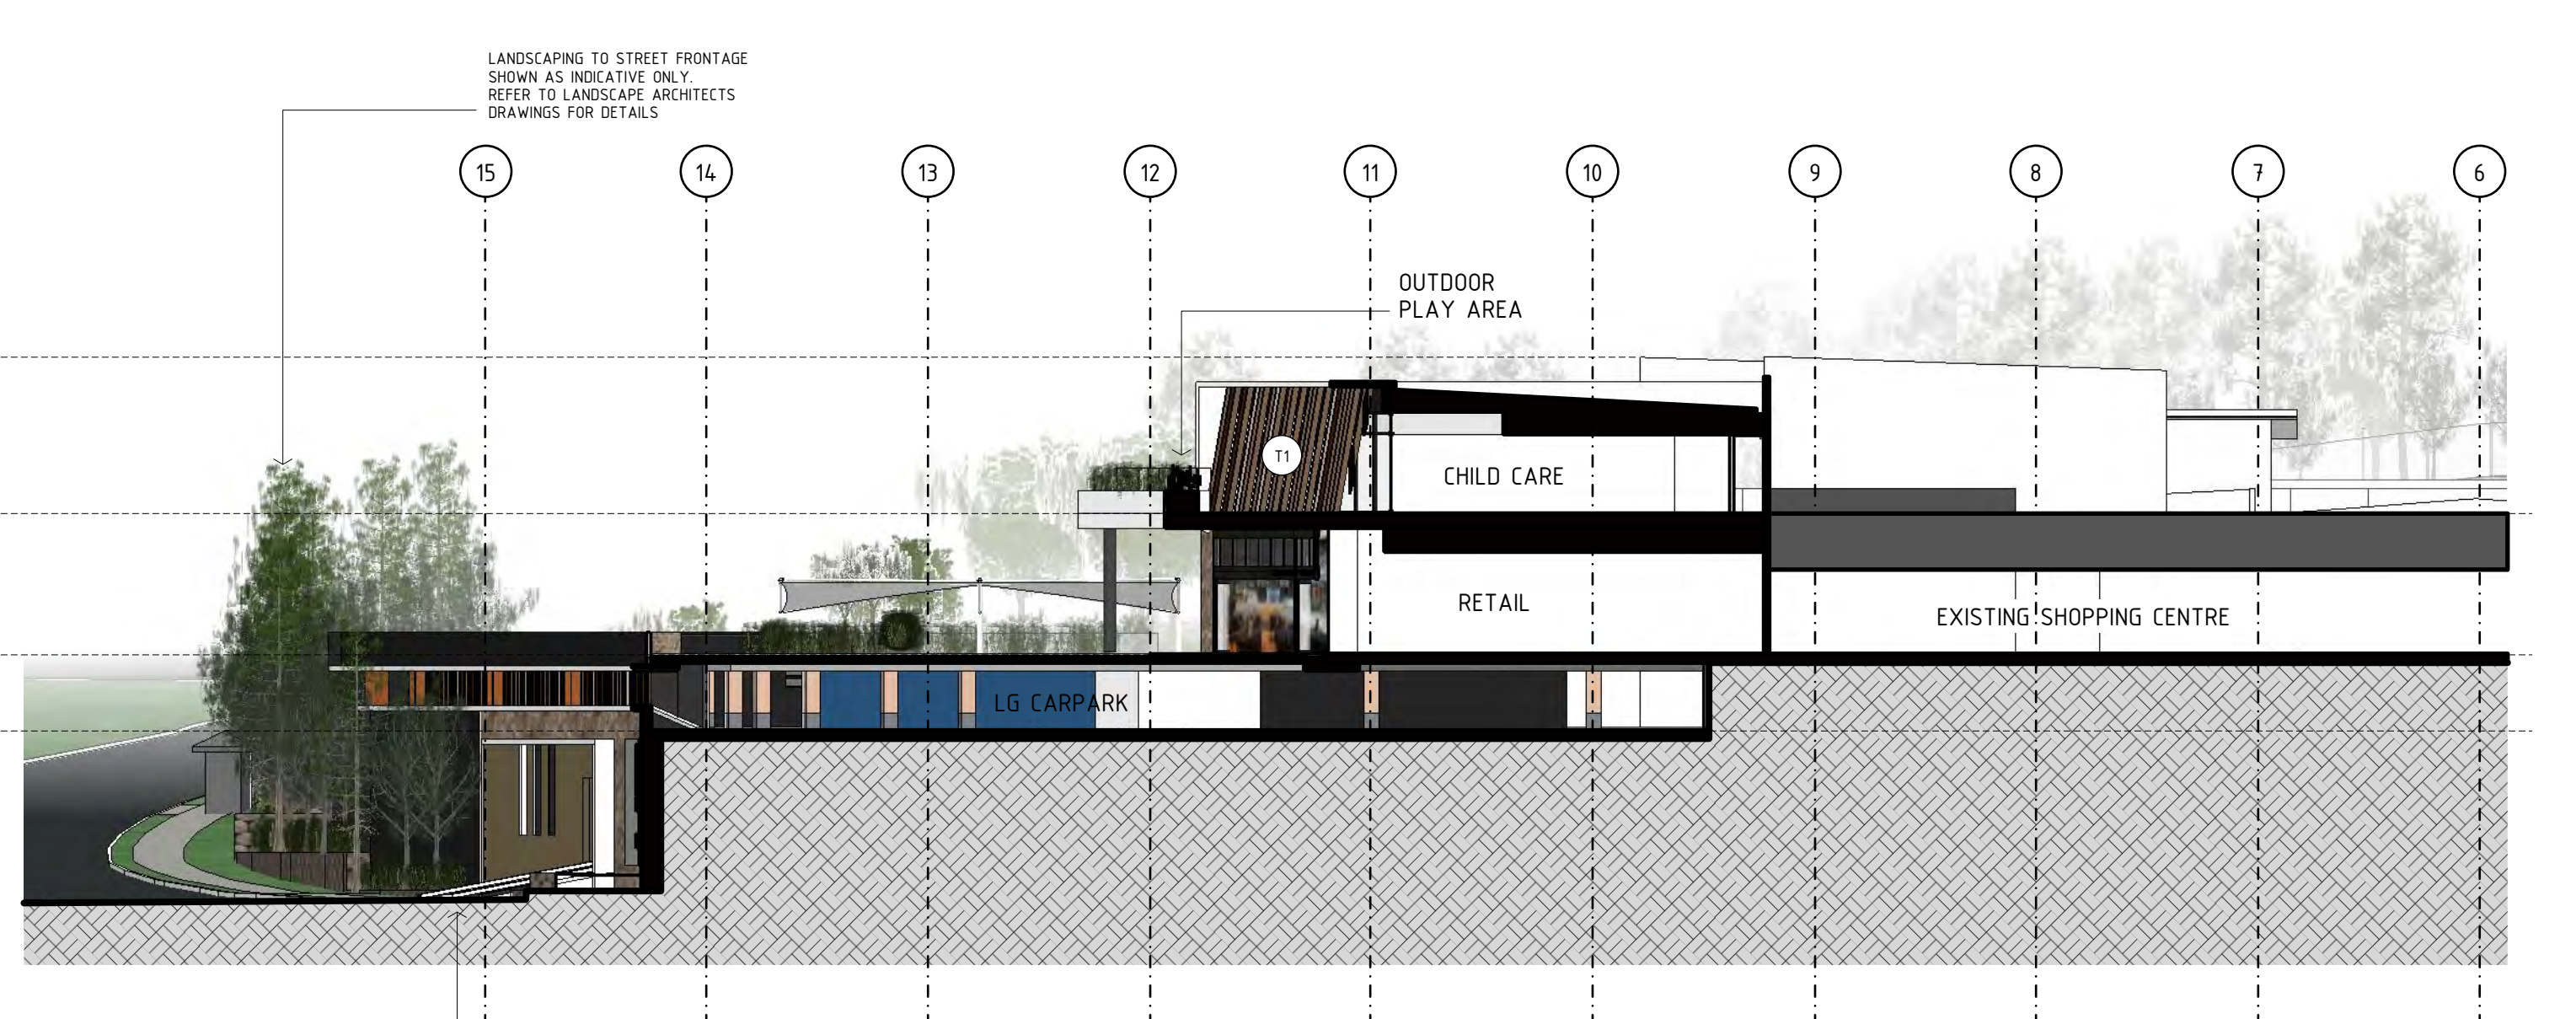 LANDSCAPING TO STREET FRONTAGE
SHOWN AS INDICATIVE ONLY.
REFER TO LANDSCAPE ARCHITECTS
DRAWINGS FOR DETAILS
15 14 13 12 11 10 9 8 7 6
OUTDOOR
PLAY AREA
T1
CHILD CARE
RETAIL
EXISTING SHOPPING CENTRE
LG CARPARK